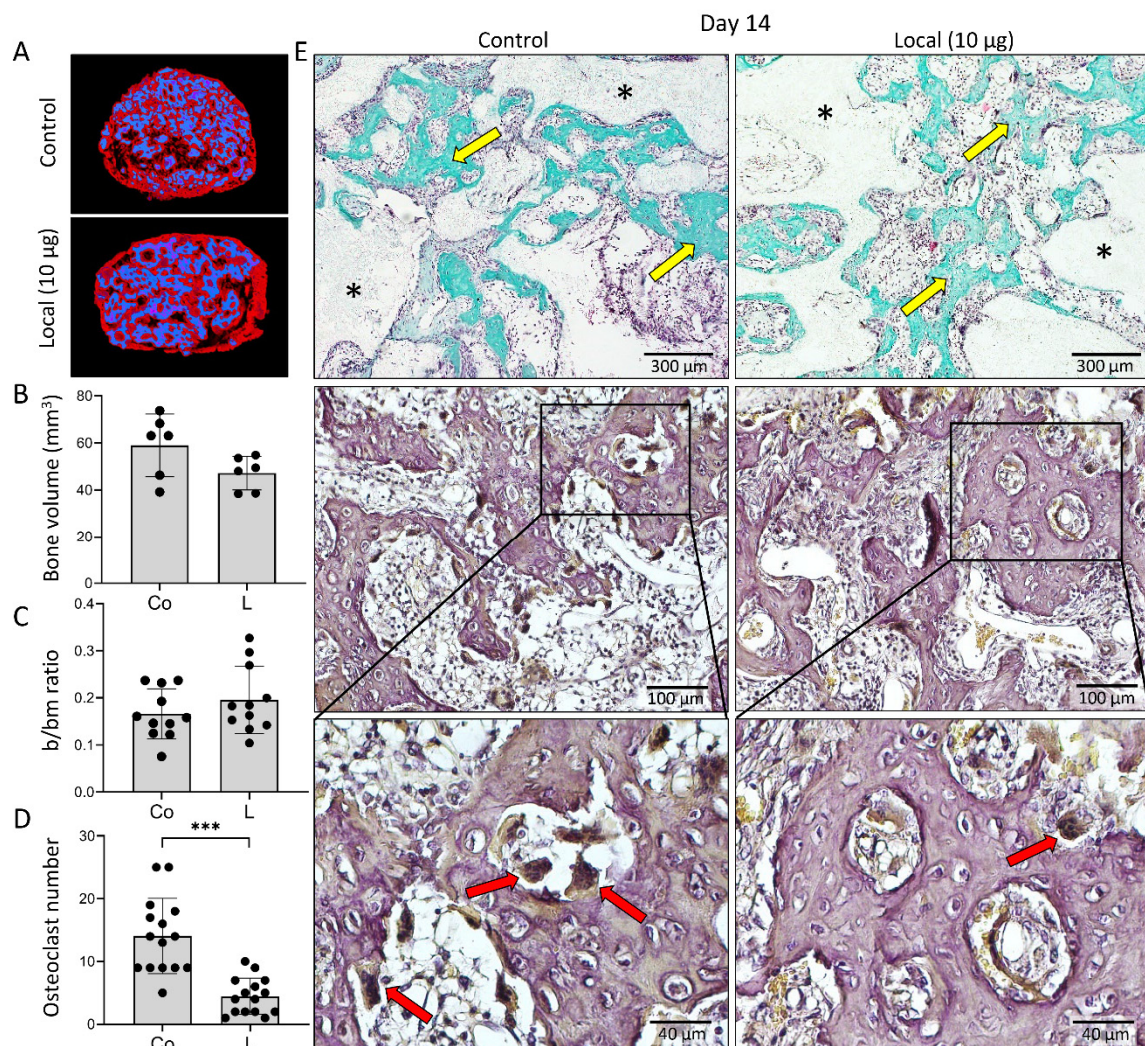 Day 14
A
E
Control
Local (10 µg)
Control
Local (10 µg)
*
*
*
*
300 µm
300 µm
B
Bone volume (mm³)
80
60
40
20
0
Co
L
C
b/bm ratio
0.4
0.3
0.2
0.1
0.0
Co
L
100 µm
100 µm
D
Osteoclast number
30
20
10
0
***
Co
L
40 µm
40 µm